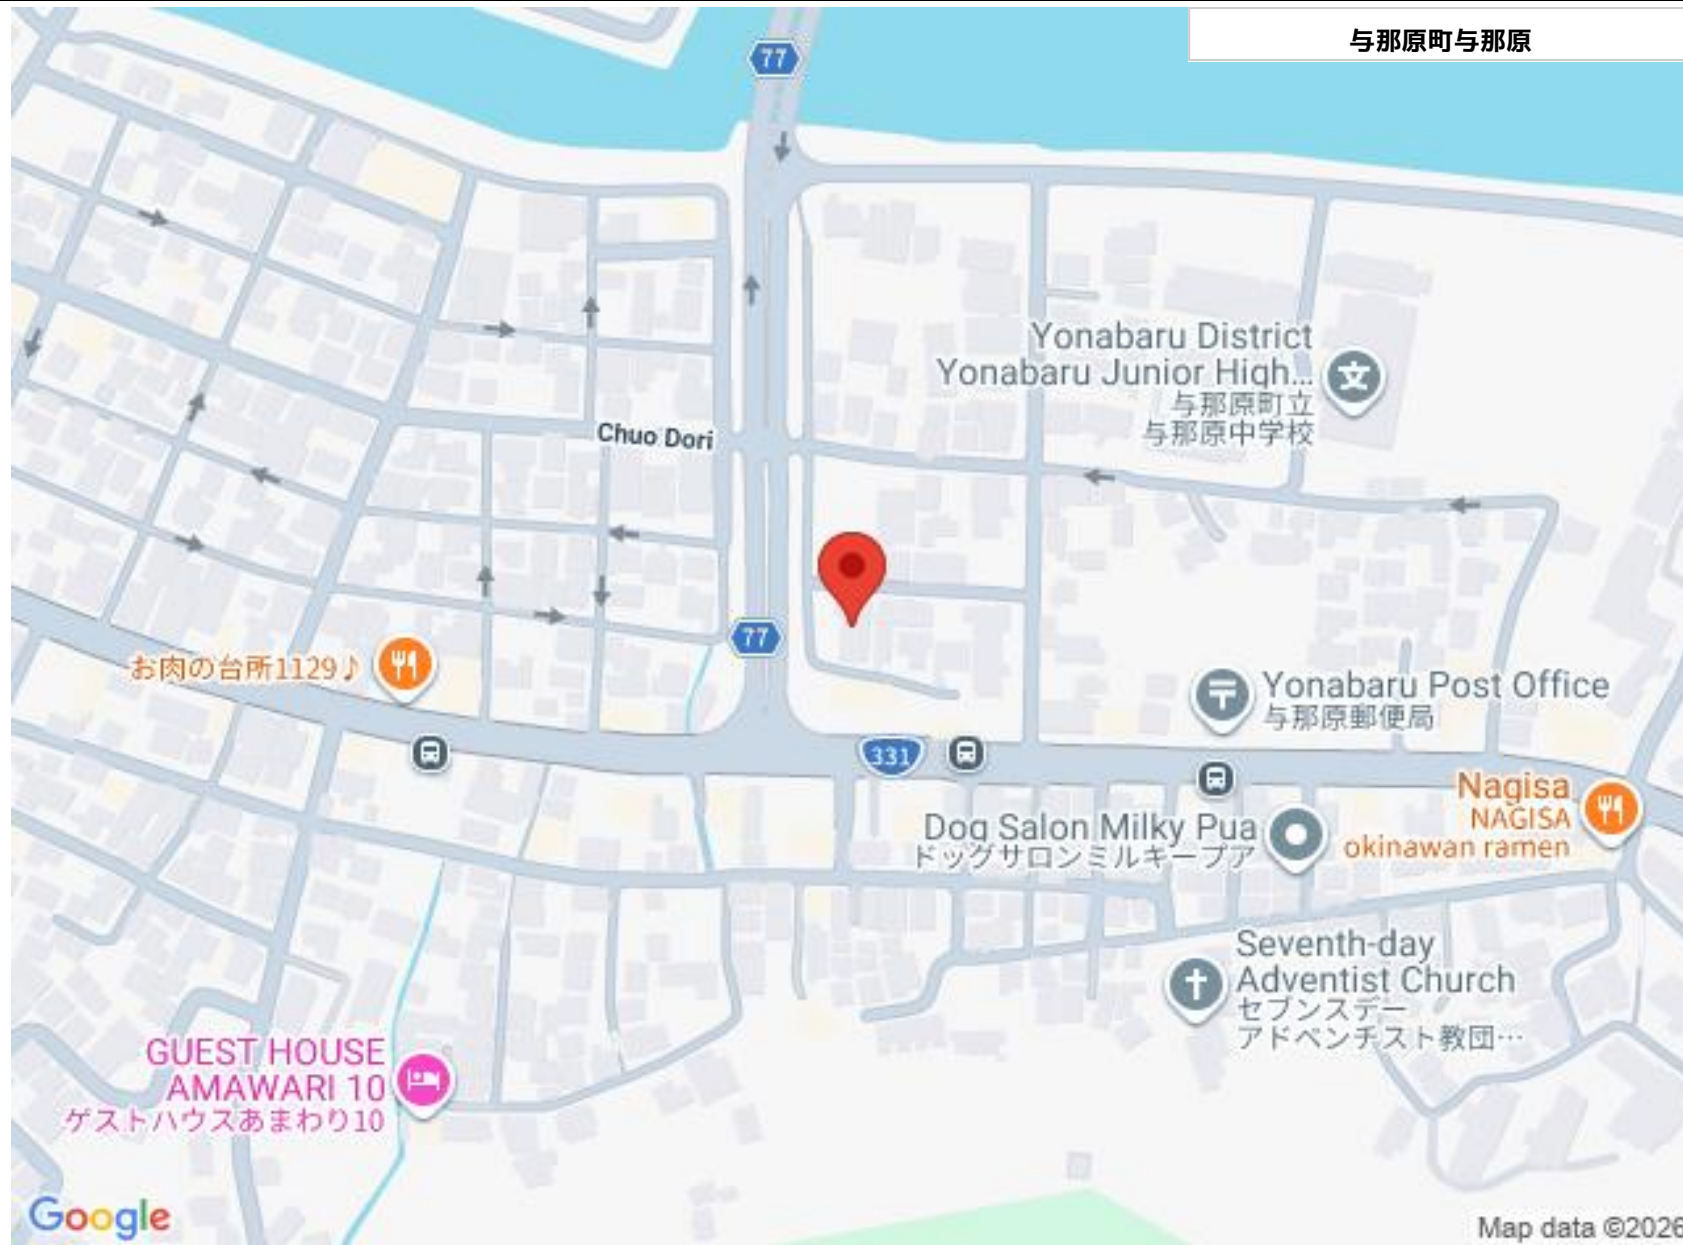 与那原町与那原
77
Yonabaru District
Yonabaru Junior High...
与那原町立
与那原中学校
文
Chuo Dori
77
お肉の台所1129♪
Yonabaru Post Office
与那原郵便局
331
Nagisa
NAGISA
okinawan ramen
Dog Salon Milky Pua
ドッグサロンミルキープア
Seventh-day
Adventist Church
セブンスデー
アドベンチスト教団…
GUEST HOUSE
AMAWARI 10
ゲストハウスあまわり10
Google
Map data ©2026